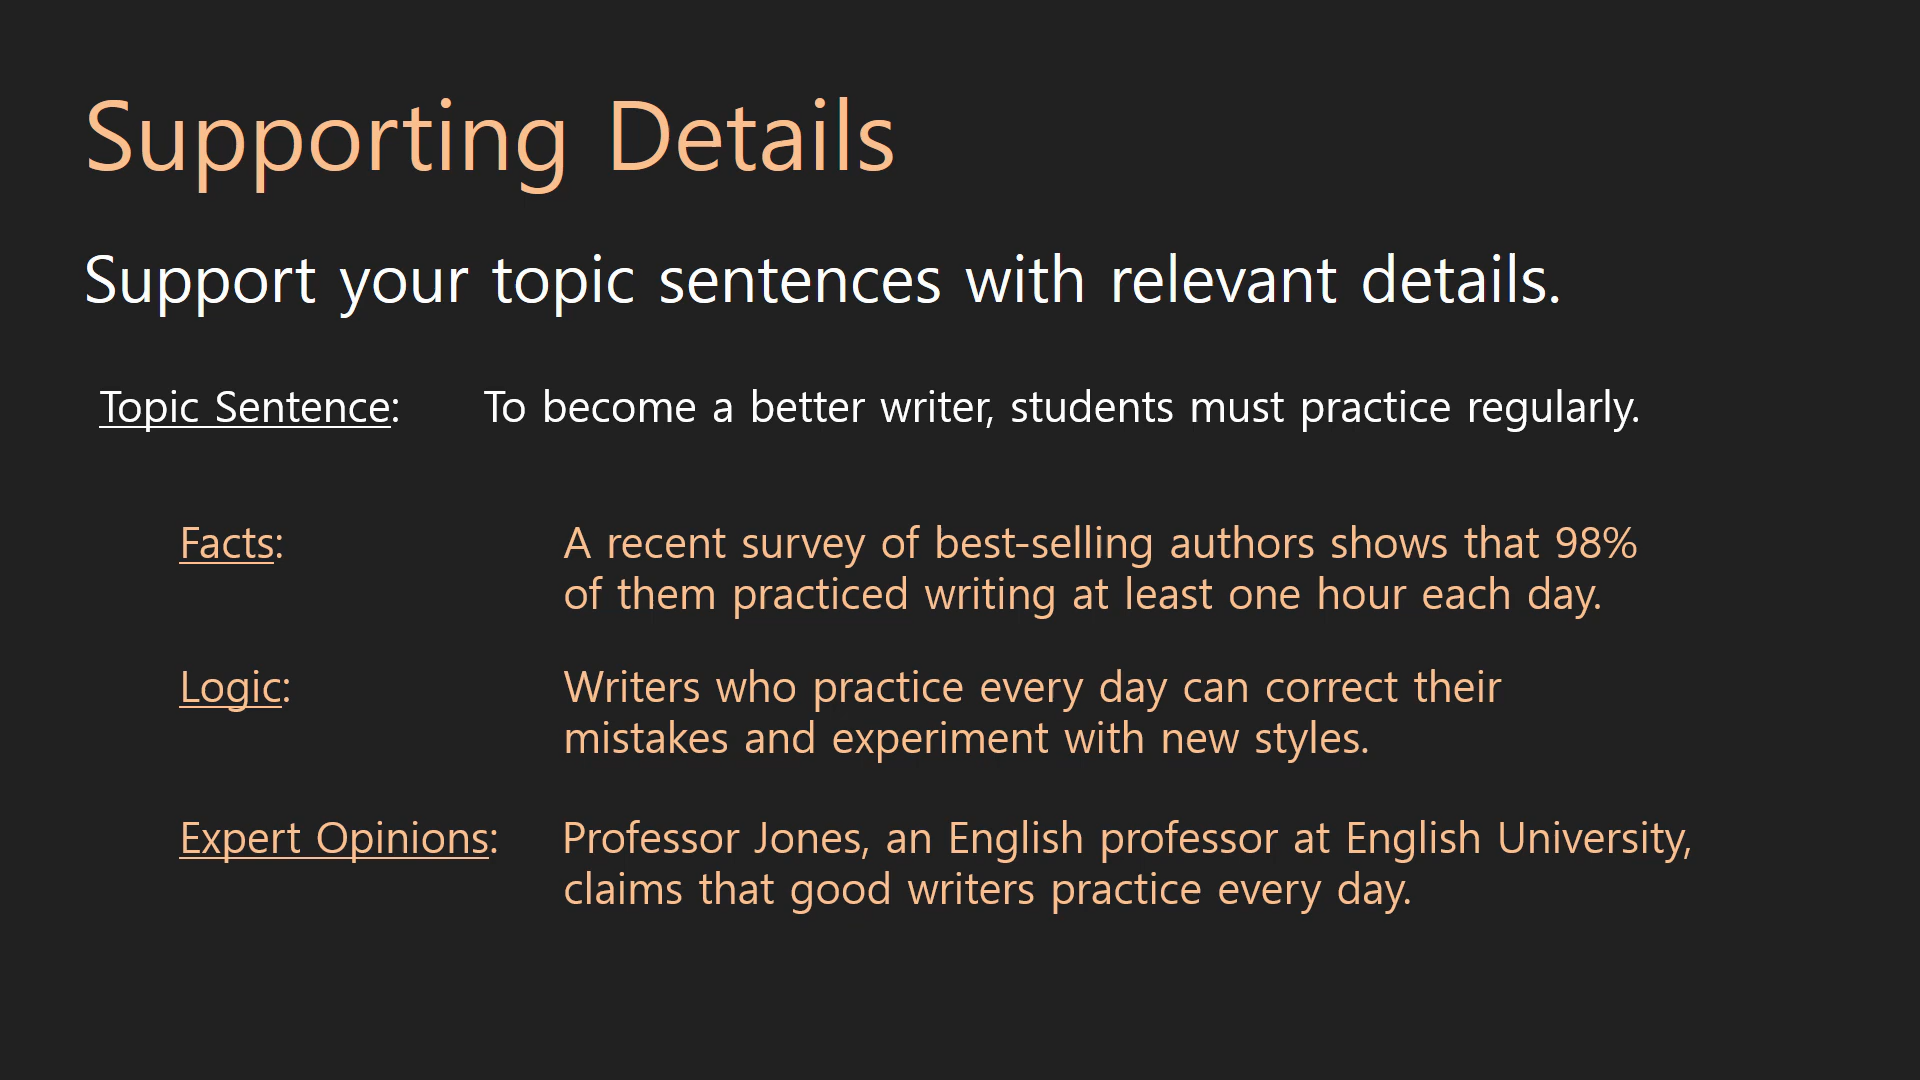 Supporting Details
Support your topic sentences with relevant details.
Topic Sentence: To become a better writer, students must practice regularly.
Facts: A recent survey of best-selling authors shows that 98%
of them practiced writing at least one hour each day.
Logic: Writers who practice every day can correct their
mistakes and experiment with new styles.
Expert Opinions: Professor Jones, an English professor at English University,
claims that good writers practice every day.